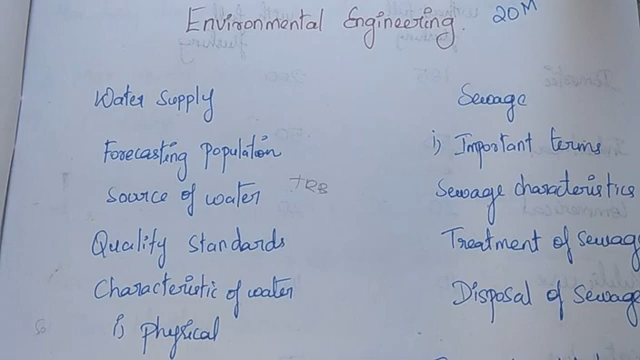 Environmental Engineering. 20M
Water Supply
Forecasting Population
Source of water
Quality Standards
Characteristic of water
i) Physical
Sewage
i) Important terms
Sewage characteristics
Treatment of Sewag
Disposal of Sewage